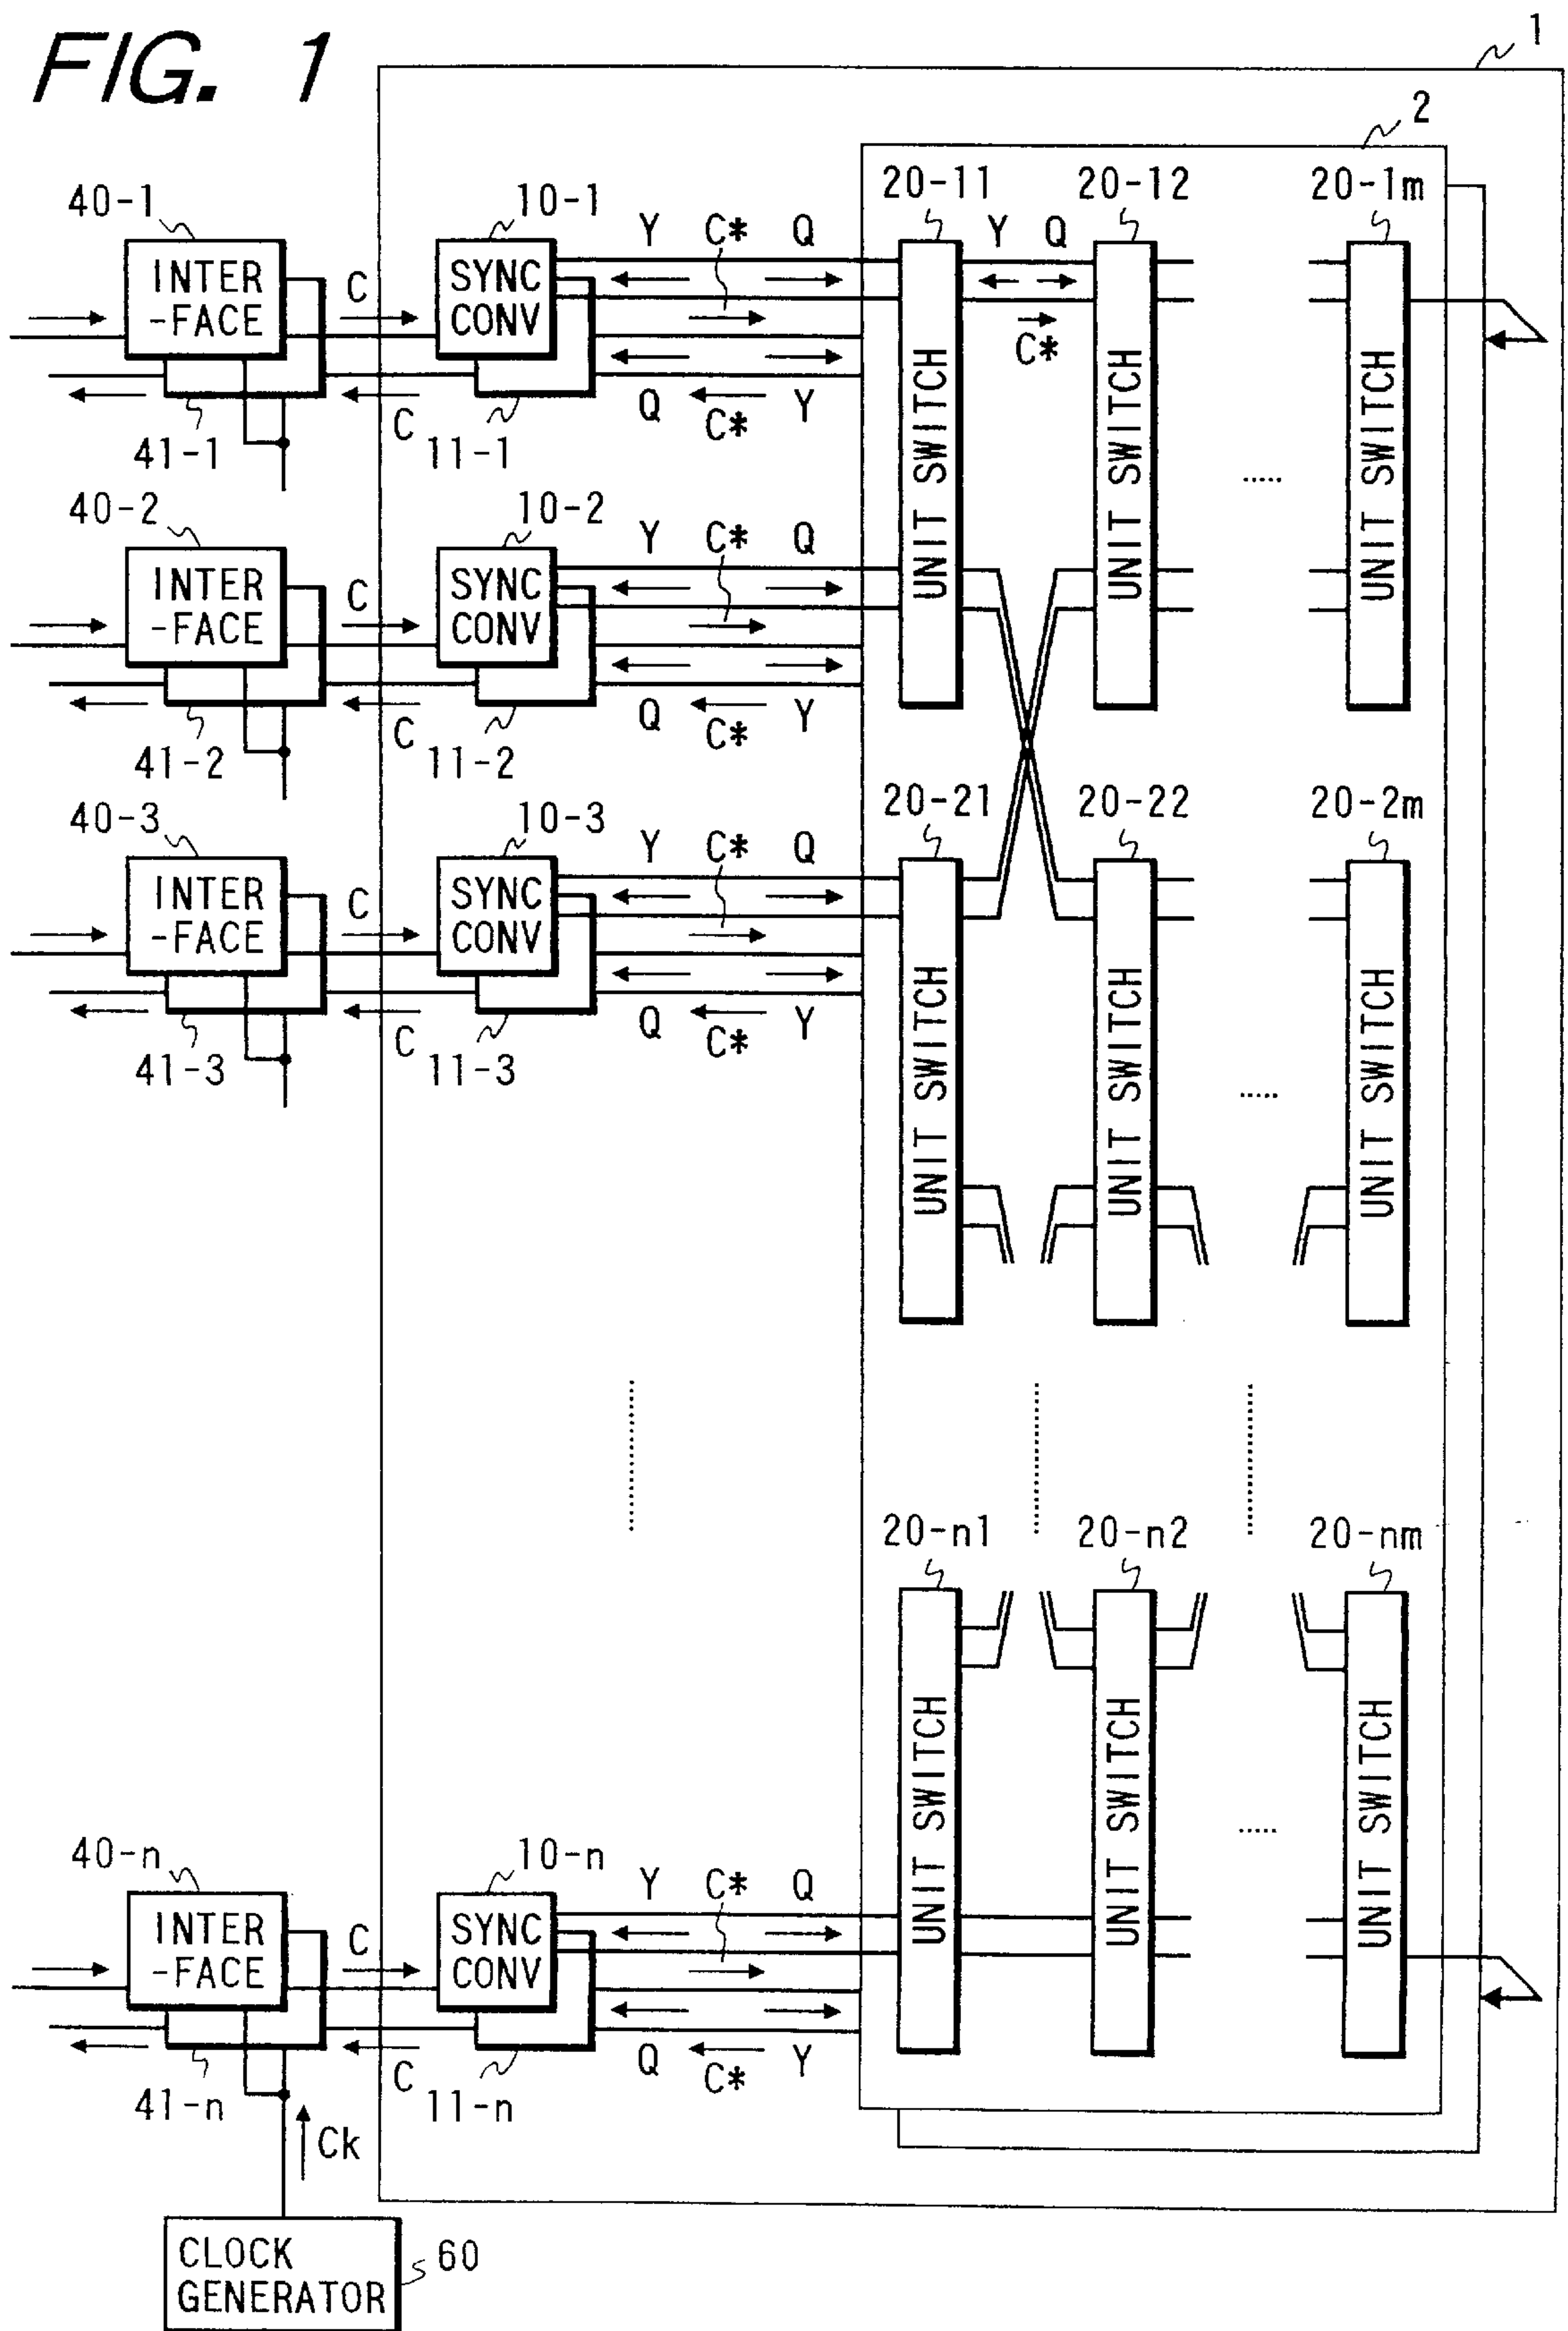 FIG. 1
1
2
40-1
10-1
20-11
20-12
20-1m
Y C* Q
Y Q
INTER
-FACE
C
SYNC
CONV
C*
UNIT SWITCH
UNIT SWITCH
.....
UNIT SWITCH
Q C* Y
C
41-1
11-1
40-2
10-2
Y C* Q
INTER
-FACE
C
SYNC
CONV
Q C* Y
C
41-2
11-2
40-3
10-3
20-21
20-22
20-2m
Y C* Q
INTER
-FACE
C
SYNC
CONV
UNIT SWITCH
UNIT SWITCH
.....
UNIT SWITCH
Q C* Y
C
41-3
11-3
20-n1
20-n2
20-nm
UNIT SWITCH
UNIT SWITCH
.....
UNIT SWITCH
40-n
10-n
Y C* Q
INTER
-FACE
C
SYNC
CONV
Q C* Y
C
41-n
11-n
Ck
CLOCK
GENERATOR
60